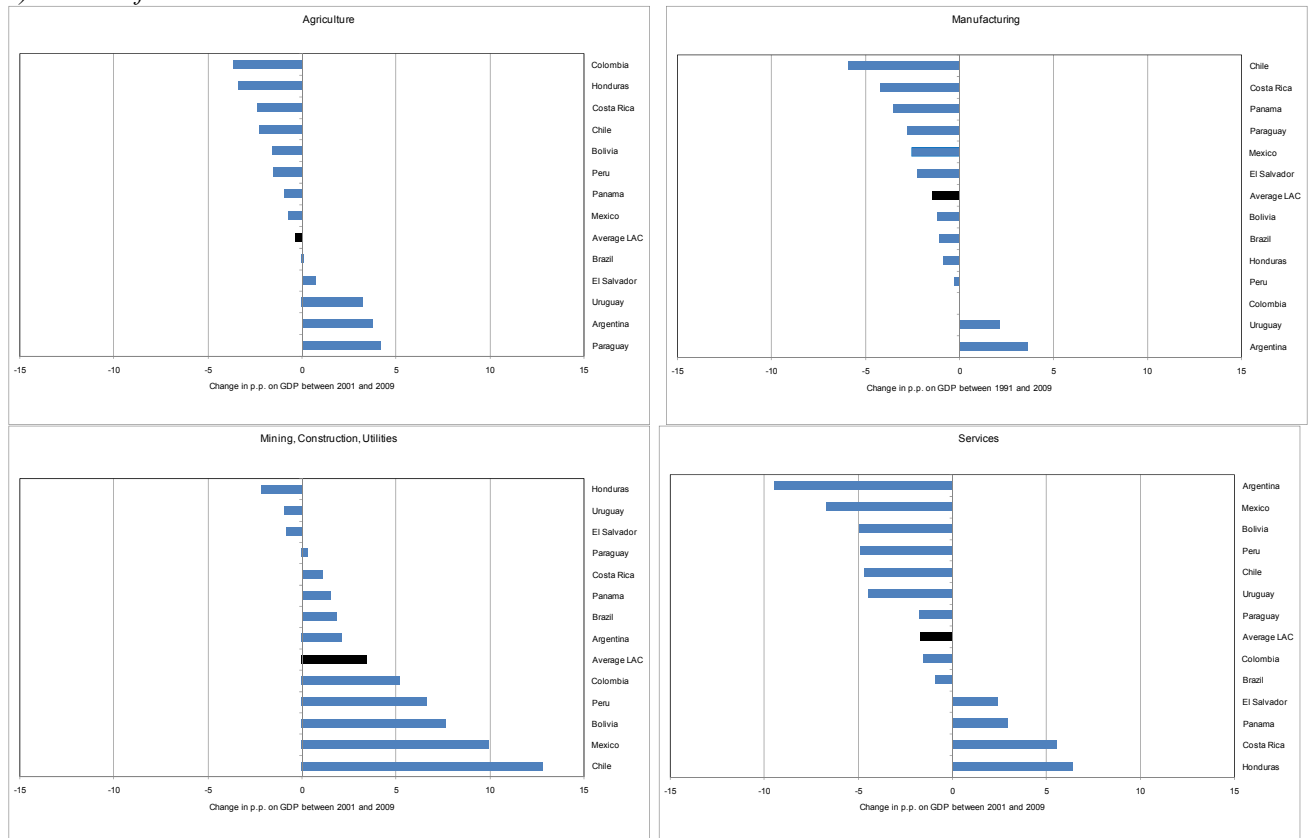 Agriculture
Colombia
Honduras
Costa Rica
Chile
Bolivia
Peru
Panama
Mexico
Average LAC
Brazil
El Salvador
Uruguay
Argentina
Paraguay
-15 -10 -5 0 5 10 15
Change in p.p. on GDP between 2001 and 2009
Manufacturing
Chile
Costa Rica
Panama
Paraguay
Mexico
El Salvador
Average LAC
Bolivia
Brazil
Honduras
Peru
Colombia
Uruguay
Argentina
-15 -10 -5 0 5 10 15
Change in p.p. on GDP between 1991 and 2009
Mining, Construction, Utilities
Honduras
Uruguay
El Salvador
Paraguay
Costa Rica
Panama
Brazil
Argentina
Average LAC
Colombia
Peru
Bolivia
Mexico
Chile
-15 -10 -5 0 5 10 15
Change in p.p. on GDP between 2001 and 2009
Services
Argentina
Mexico
Bolivia
Peru
Chile
Uruguay
Paraguay
Average LAC
Colombia
Brazil
El Salvador
Panama
Costa Rica
Honduras
-15 -10 -5 0 5 10 15
Change in p.p. on GDP between 2001 and 2009